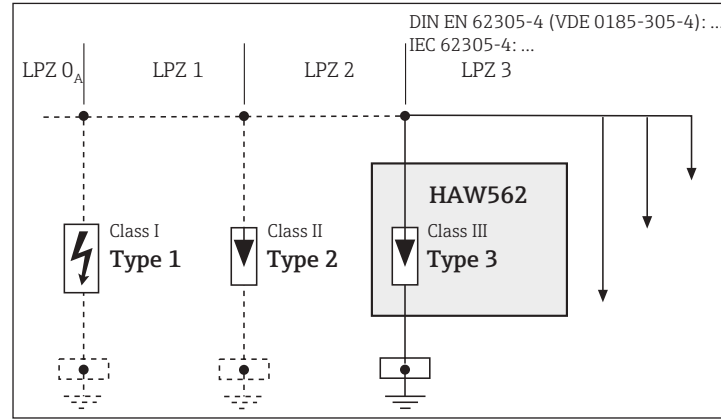 DIN EN 62305-4 (VDE 0185-305-4): ...
IEC 62305-4: ...
LPZ 0A LPZ 1 LPZ 2 LPZ 3
HAW562
Class I Class II Class III
Type 1 Type 2 Type 3